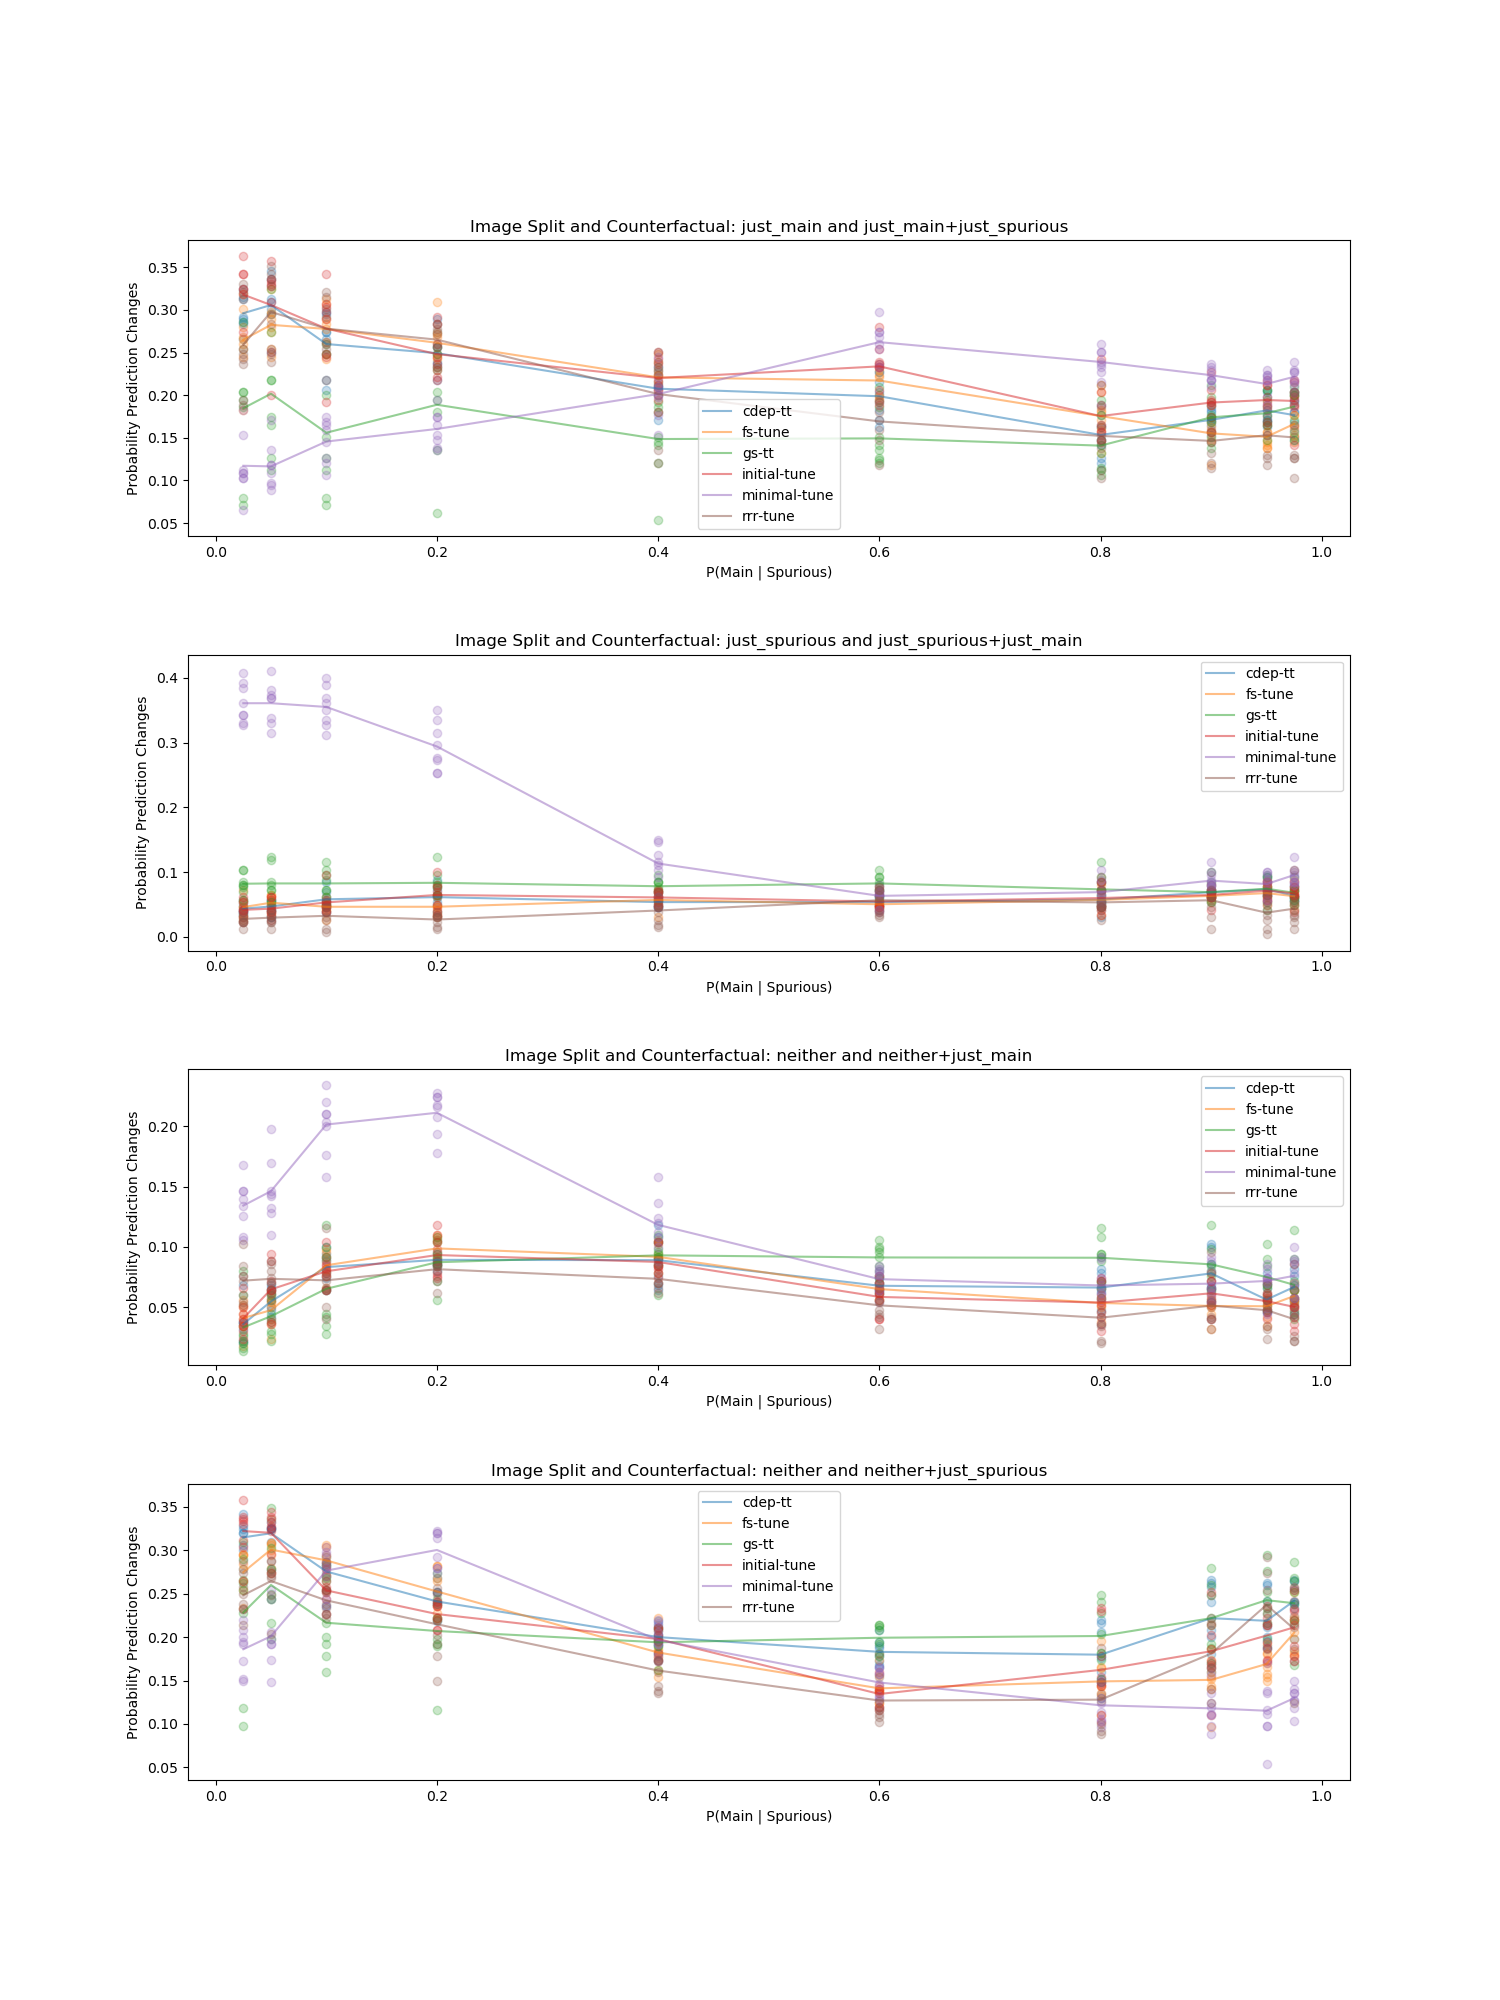 Image Split and Counterfactual: just_main and just_main+just_spurious
Probability Prediction Changes
0.35
0.30
0.25
0.20
0.15
0.10
0.05
cdep-tt
fs-tune
gs-tt
initial-tune
minimal-tune
rrr-tune
0.0 0.2 0.4 0.6 0.8 1.0
P(Main | Spurious)
Image Split and Counterfactual: just_spurious and just_spurious+just_main
Probability Prediction Changes
0.4
0.3
0.2
0.1
0.0
cdep-tt
fs-tune
gs-tt
initial-tune
minimal-tune
rrr-tune
0.0 0.2 0.4 0.6 0.8 1.0
P(Main | Spurious)
Image Split and Counterfactual: neither and neither+just_main
Probability Prediction Changes
0.20
0.15
0.10
0.05
cdep-tt
fs-tune
gs-tt
initial-tune
minimal-tune
rrr-tune
0.0 0.2 0.4 0.6 0.8 1.0
P(Main | Spurious)
Image Split and Counterfactual: neither and neither+just_spurious
Probability Prediction Changes
0.35
0.30
0.25
0.20
0.15
0.10
0.05
cdep-tt
fs-tune
gs-tt
initial-tune
minimal-tune
rrr-tune
0.0 0.2 0.4 0.6 0.8 1.0
P(Main | Spurious)